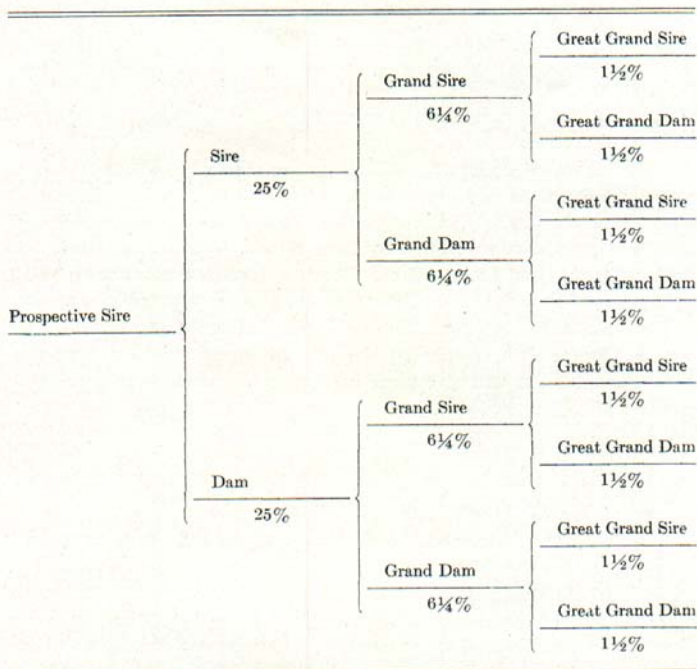 Great Grand Sire
1½%
Grand Sire
6¼%
Great Grand Dam
1½%
Sire
25%
Great Grand Sire
1½%
Grand Dam
6¼%
Great Grand Dam
1½%
Prospective Sire
Great Grand Sire
1½%
Grand Sire
6¼%
Great Grand Dam
1½%
Dam
25%
Great Grand Sire
1½%
Grand Dam
6¼%
Great Grand Dam
1½%